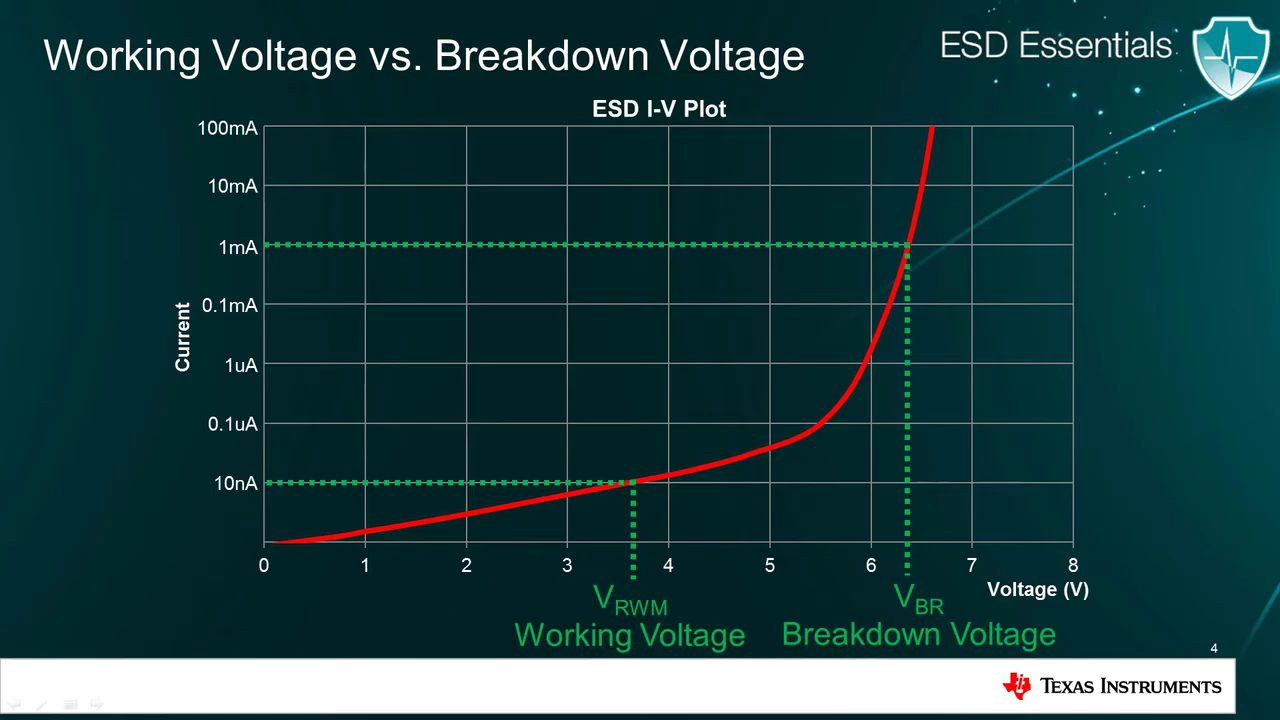 Working Voltage vs. Breakdown Voltage
ESD Essentials
ESD I-V Plot
100mA
10mA
1mA
0.1mA
1uA
0.1uA
10nA
Current
0 1 2 3 4 5 6 7 8
Voltage (V)
VRWM
Working Voltage
VBR
Breakdown Voltage
4
TEXAS INSTRUMENTS